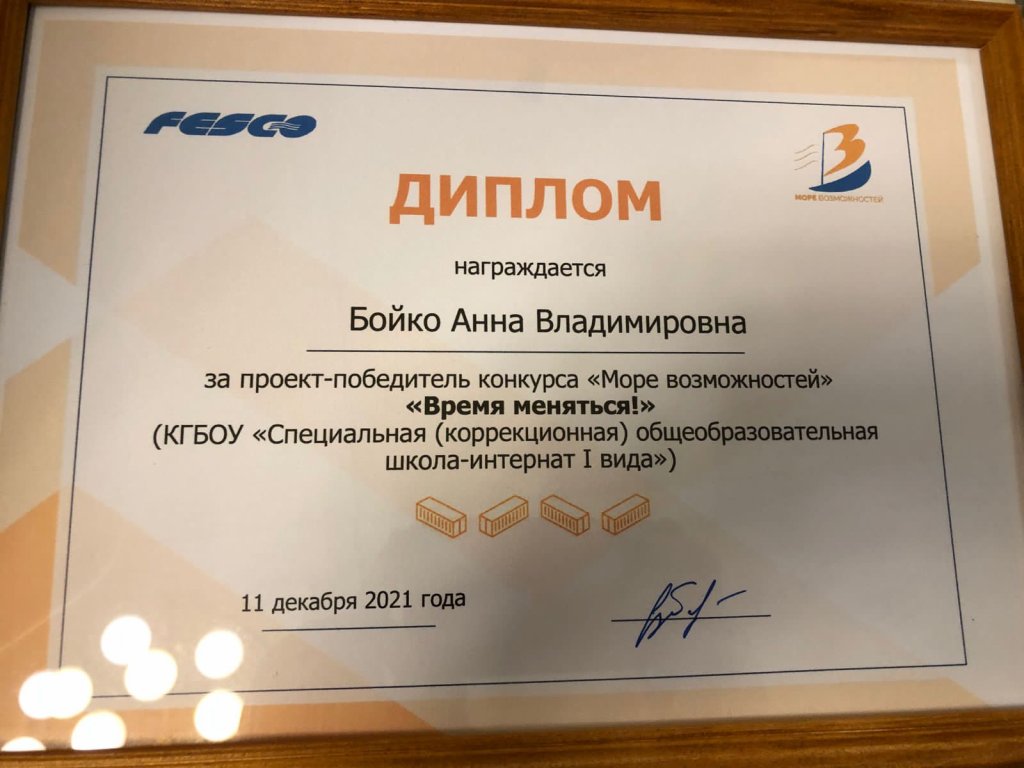 FESCO
МОРЕ ВОЗМОЖНОСТЕЙ
ДИПЛОМ
награждается
Бойко Анна Владимировна
за проект-победитель конкурса «Море возможностей»
«Время меняться!»
(КГБОУ «Специальная (коррекционная) общеобразовательная
школа-интернат I вида»)
11 декабря 2021 года